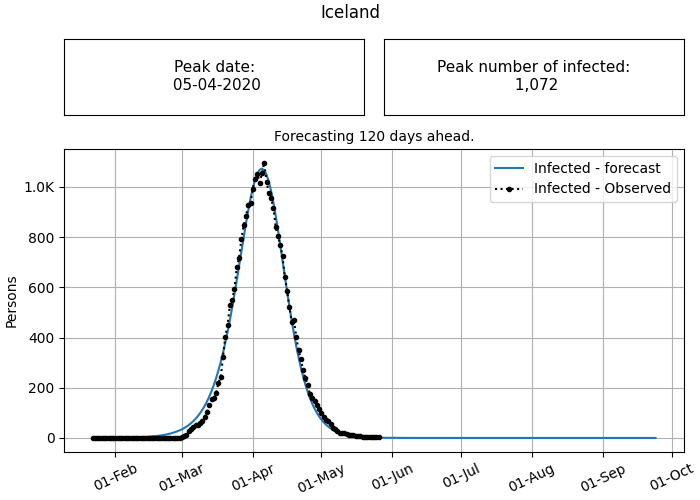 Iceland
Peak date:
05-04-2020
Peak number of infected:
1,072
Forecasting 120 days ahead.
Infected - forecast
Infected - Observed
1.0K
800
600
400
200
0
Persons
01-Feb
01-Mar
01-Apr
01-May
01-Jun
01-Jul
01-Aug
01-Sep
01-Oct